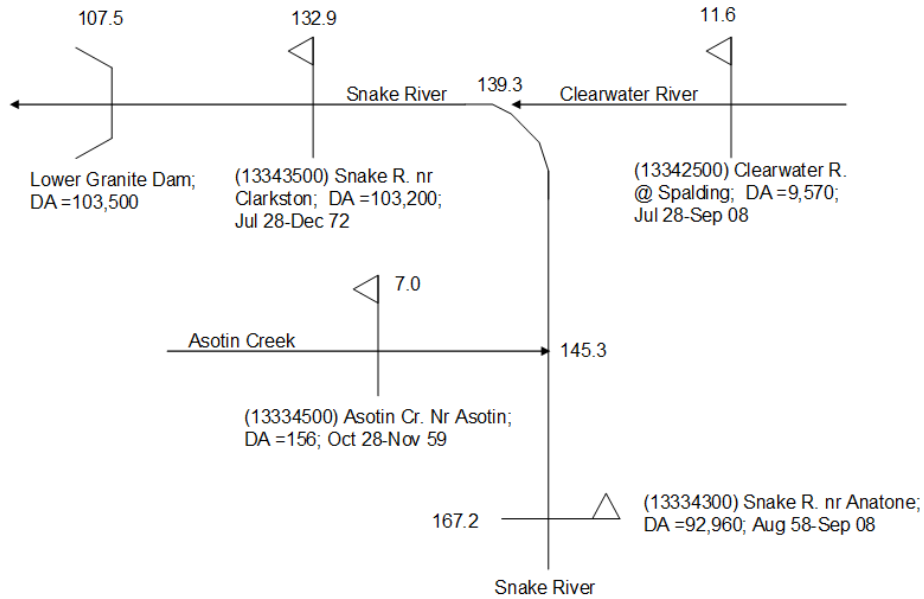 107.5
132.9
11.6
139.3
Snake River
Clearwater River
Lower Granite Dam;
DA =103,500
(13343500) Snake R. nr
Clarkston;  DA =103,200;
Jul 28-Dec 72
(13342500) Clearwater R.
@ Spalding;  DA =9,570;
Jul 28-Sep 08
7.0
Asotin Creek
145.3
(13334500) Asotin Cr. Nr Asotin;
DA =156; Oct 28-Nov 59
167.2
(13334300) Snake R. nr Anatone;
DA =92,960; Aug 58-Sep 08
Snake River